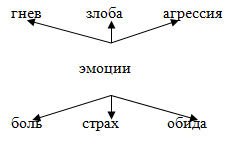 гнев злоба агрессия
эмоции
боль страх обида